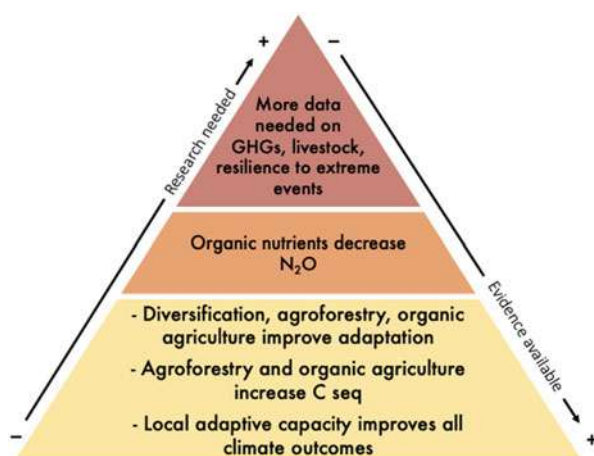 +
−
Research needed
More data
needed on
GHGs, livestock,
resilience to extreme
events
Organic nutrients decrease
N₂O
Evidence available
- Diversification, agroforestry, organic
agriculture improve adaptation
- Agroforestry and organic agriculture
increase C seq
- Local adaptive capacity improves all
climate outcomes
−
+